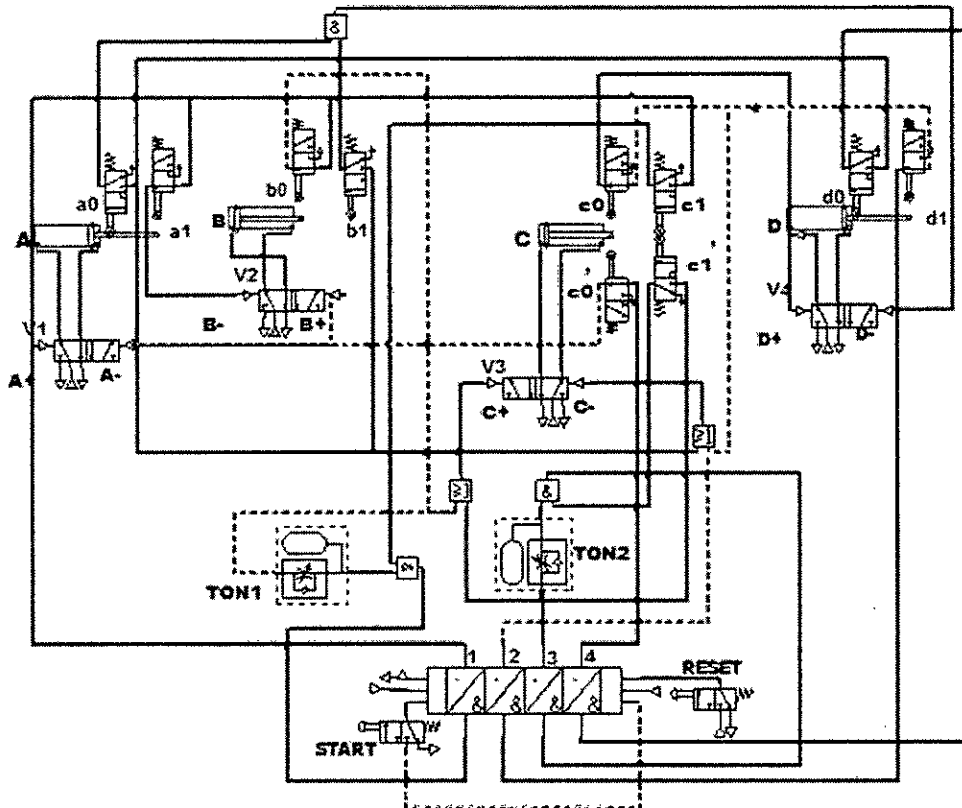 &
a0
a1
b0
b1
c0
c1
d0
d1
A
B
C
D
c0'
c1'
V2
B-
B+
V1
A+
A-
V3
C+
C-
V4
D+
D-
&
TON1
TON2
1
2
3
4
RESET
&
&
&
&
START